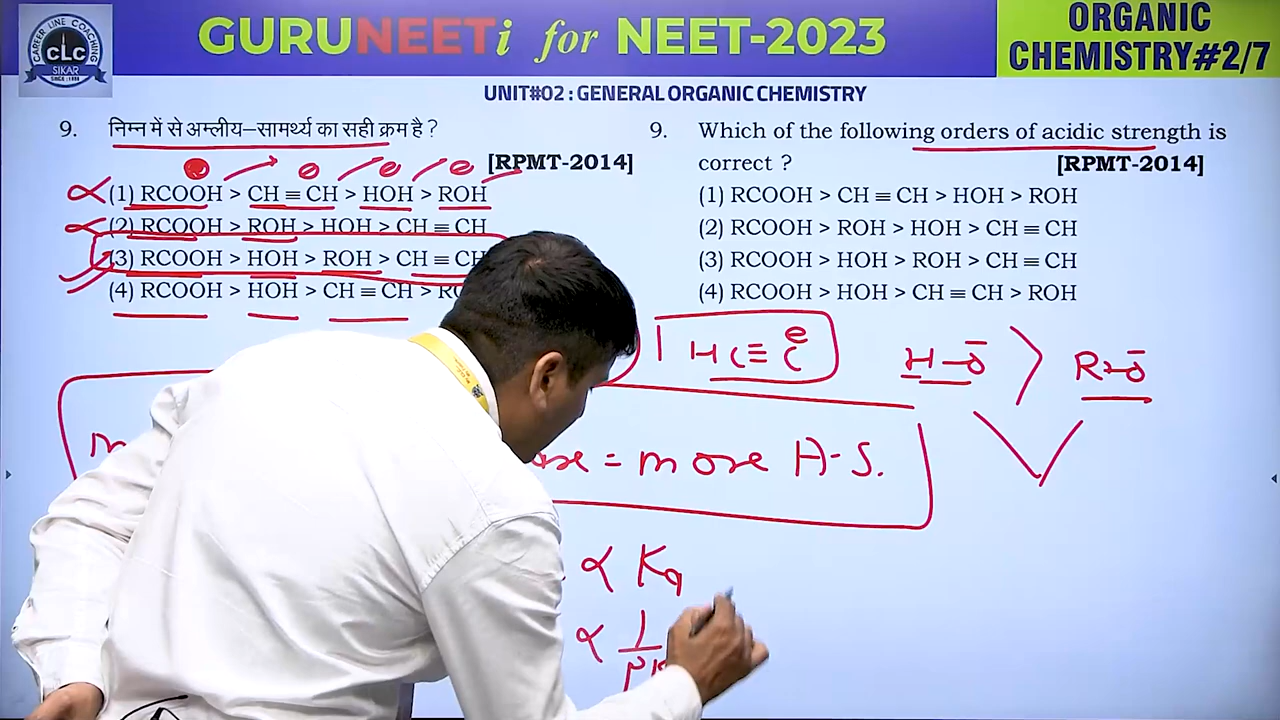 CAREER LINE COACHING
CLC
SIKAR
SINCE : 1996
GURUNEETi for NEET-2023
ORGANIC
CHEMISTRY#2/7
UNIT#02 : GENERAL ORGANIC CHEMISTRY
9. निम्न में से अम्लीय–सामर्थ्य का सही क्रम है ?
[RPMT-2014]
(1) RCOOH > CH ≡ CH > HOH > ROH
(2) RCOOH > ROH > HOH > CH ≡ CH
(3) RCOOH > HOH > ROH > CH ≡ CH
(4) RCOOH > HOH > CH ≡ CH >
9. Which of the following orders of acidic strength is
correct ? [RPMT-2014]
(1) RCOOH > CH ≡ CH > HOH > ROH
(2) RCOOH > ROH > HOH > CH ≡ CH
(3) RCOOH > HOH > ROH > CH ≡ CH
(4) RCOOH > HOH > CH ≡ CH > ROH
HC≡C⊖ H–Ō > R→Ō
= more A·S.
∝ Ka
∝ 1/